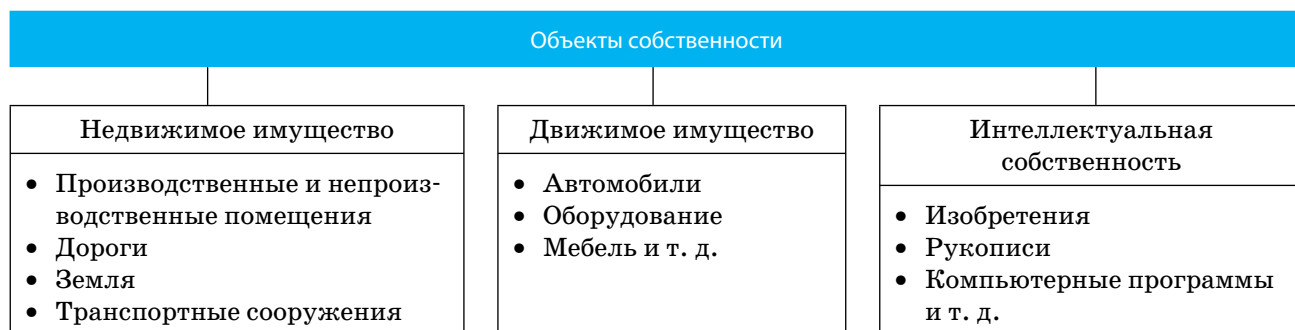 Объекты собственности
Недвижимое имущество
• Производственные и непроиз-
водственные помещения
• Дороги
• Земля
• Транспортные сооружения
Движимое имущество
• Автомобили
• Оборудование
• Мебель и т. д.
Интеллектуальная
собственность
• Изобретения
• Рукописи
• Компьютерные программы
и т. д.